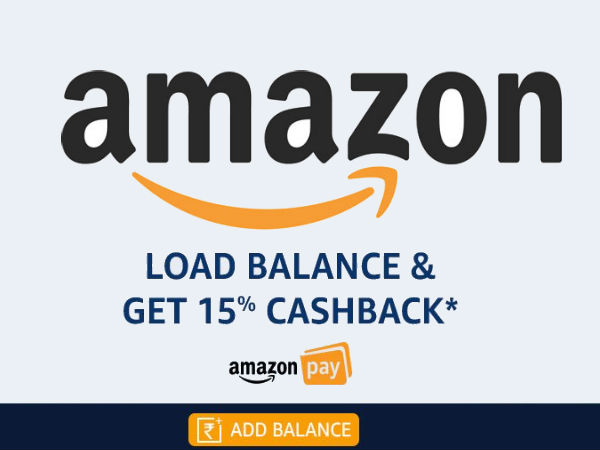 amazon
LOAD BALANCE &
GET 15% CASHBACK*
amazon pay
₹+ ADD BALANCE